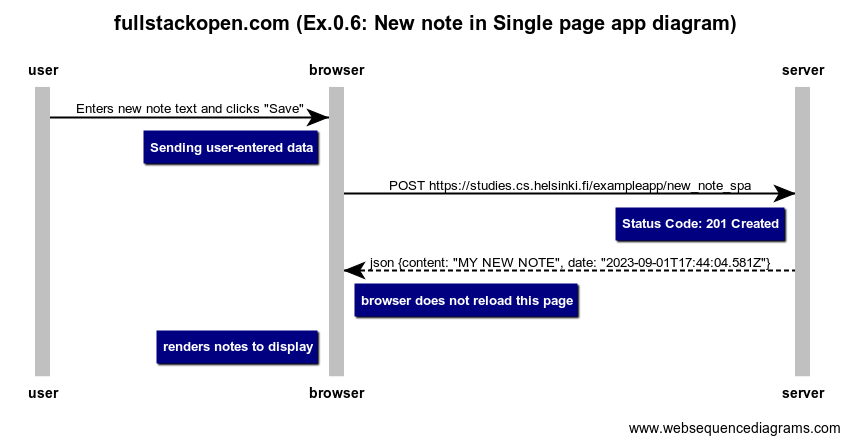 fullstackopen.com (Ex.0.6: New note in Single page app diagram)
user
browser
server
Enters new note text and clicks "Save"
Sending user-entered data
POST https://studies.cs.helsinki.fi/exampleapp/new_note_spa
Status Code: 201 Created
json {content: "MY NEW NOTE", date: "2023-09-01T17:44:04.581Z"}
browser does not reload this page
renders notes to display
user
browser
server
www.websequencediagrams.com